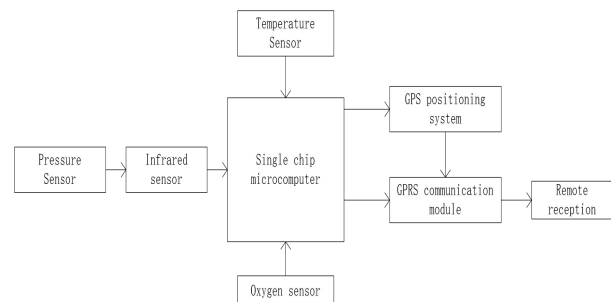 Temperature
Sensor
GPS positioning
system
Pressure
Sensor
Infrared
sensor
Single chip
microcomputer
GPRS communication
module
Remote
reception
Oxygen sensor